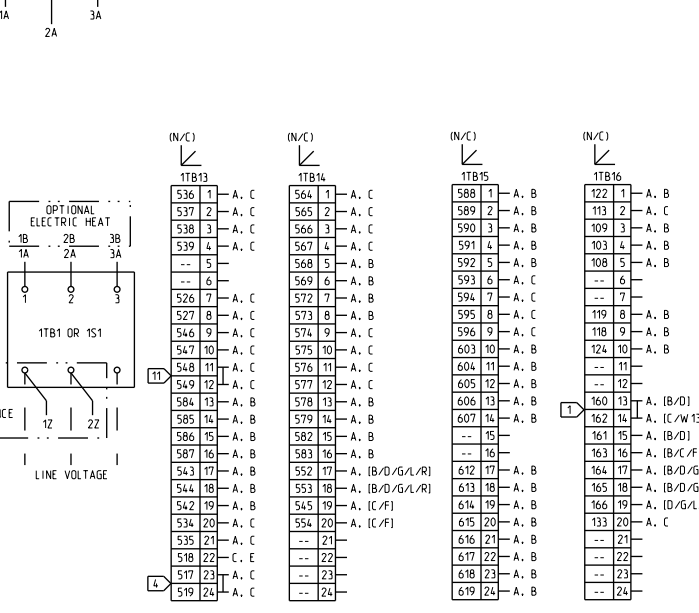 1A 3A
2A
(N/C) (N/C) (N/C) (N/C)
1TB13 1TB14 1TB15 1TB16
OPTIONAL
ELECTRIC HEAT
1B 2B 3B
1A 2A 3A
1 2 3
1TB1 OR 1S1
1Z 2Z
LINE VOLTAGE
536 1 A. C
537 2 A. C
538 3 A. C
539 4 A. C
-- 5
-- 6
526 7 A. C
527 8 A. C
546 9 A. C
547 10 A. C
11 548 11 A. C
549 12 A. C
584 13 A. B
585 14 A. B
586 15 A. B
587 16 A. B
543 17 A. B
544 18 A. B
542 19 A. B
534 20 A. C
535 21 A. C
518 22 C. E
4 517 23 A. C
519 24 A. C
564 1 A. C
565 2 A. C
566 3 A. C
567 4 A. C
568 5 A. B
569 6 A. B
572 7 A. B
573 8 A. B
574 9 A. C
575 10 A. C
576 11 A. C
577 12 A. C
578 13 A. B
579 14 A. B
582 15 A. B
583 16 A. B
552 17 A. [B/D/G/L/R]
553 18 A. [B/D/G/L/R]
545 19 A. [C/F]
554 20 A. [C/F]
-- 21
-- 22
-- 23
-- 24
588 1 A. B
589 2 A. B
590 3 A. B
591 4 A. B
592 5 A. B
593 6 A. C
594 7 A. C
595 8 A. C
596 9 A. C
603 10 A. B
604 11 A. B
605 12 A. B
606 13 A. B
607 14 A. B
-- 15
-- 16
612 17 A. B
613 18 A. B
614 19 A. B
615 20 A. B
616 21 A. B
617 22 A. B
618 23 A. B
619 24 A. B
122 1 A. B
113 2 A. C
109 3 A. B
103 4 A. B
108 5 A. B
-- 6
-- 7
119 8 A. B
118 9 A. B
124 10 A. B
-- 11
-- 12
1 160 13 A. [B/D]
162 14 A. [C/W13
161 15 A. [B/D]
163 16 A. [B/C/F
164 17 A. [B/D/G
165 18 A. [B/D/G
166 19 A. [D/G/L
133 20 A. C
-- 21
-- 22
-- 23
-- 24